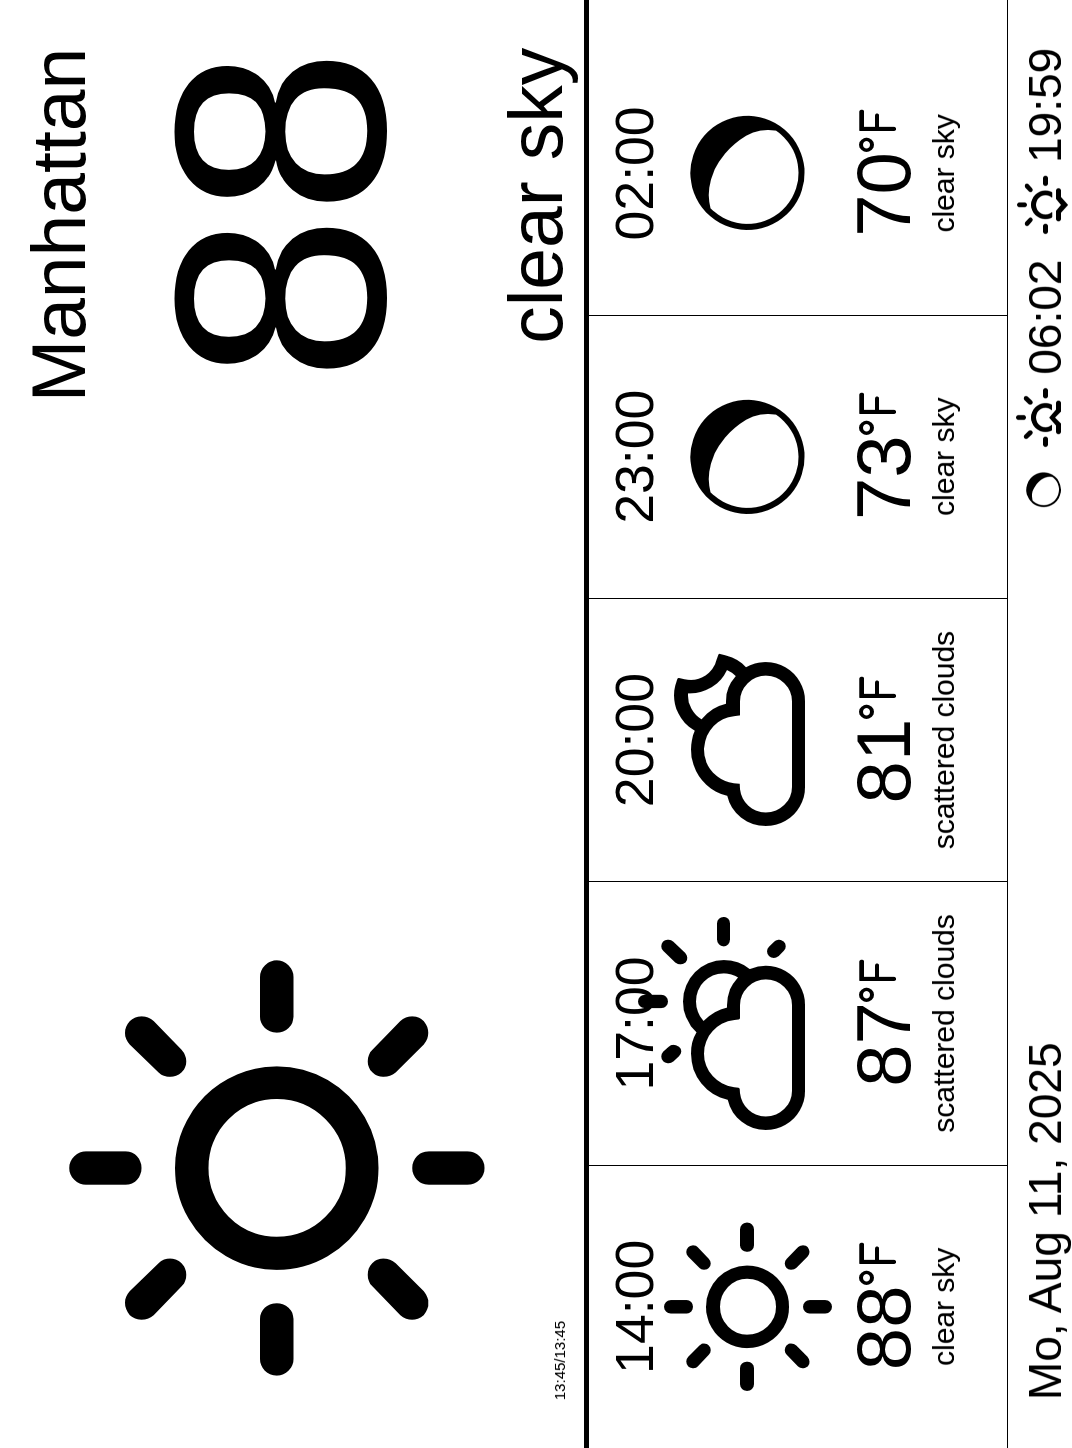 Manhattan
88
clear sky
13:45/13:45
14:00
88°F
clear sky
17:00
87°F
scattered clouds
20:00
81°F
scattered clouds
23:00
73°F
clear sky
02:00
70°F
clear sky
Mo, Aug 11, 2025
06:02 19:59